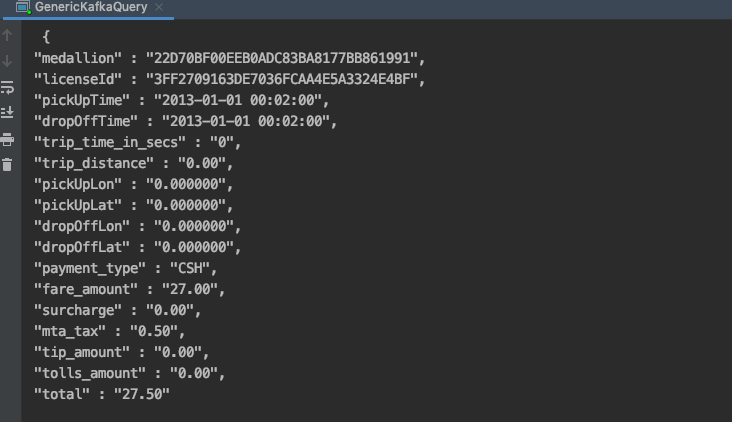 GenericKafkaQuery
{
"medallion" : "22D70BF00EEB0ADC83BA8177BB861991",
"licenseId" : "3FF2709163DE7036FCAA4E5A3324E4BF",
"pickUpTime" : "2013-01-01 00:02:00",
"dropOffTime" : "2013-01-01 00:02:00",
"trip_time_in_secs" : "0",
"trip_distance" : "0.00",
"pickUpLon" : "0.000000",
"pickUpLat" : "0.000000",
"dropOffLon" : "0.000000",
"dropOffLat" : "0.000000",
"payment_type" : "CSH",
"fare_amount" : "27.00",
"surcharge" : "0.00",
"mta_tax" : "0.50",
"tip_amount" : "0.00",
"tolls_amount" : "0.00",
"total" : "27.50"